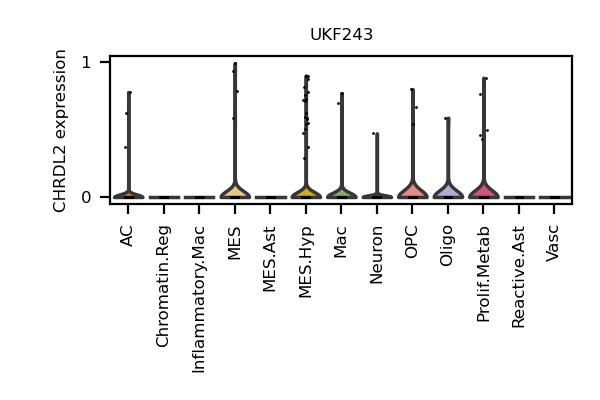 UKF243
CHRDL2 expression
1
0
AC
Chromatin.Reg
Inflammatory.Mac
MES
MES.Ast
MES.Hyp
Mac
Neuron
OPC
Oligo
Prolif.Metab
Reactive.Ast
Vasc